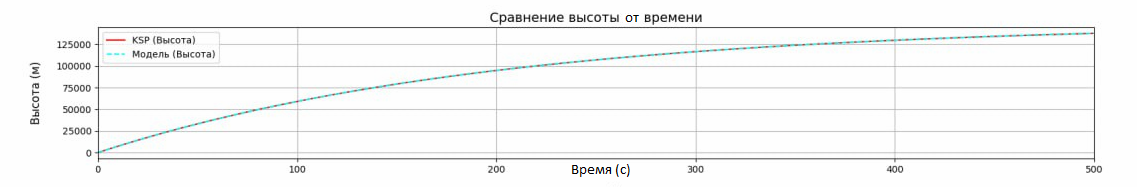 Сравнение высоты от времени
KSP (Высота)
Модель (Высота)
Высота (м)
125000
100000
75000
50000
25000
0
0 100 200 300 400 500
Время (с)